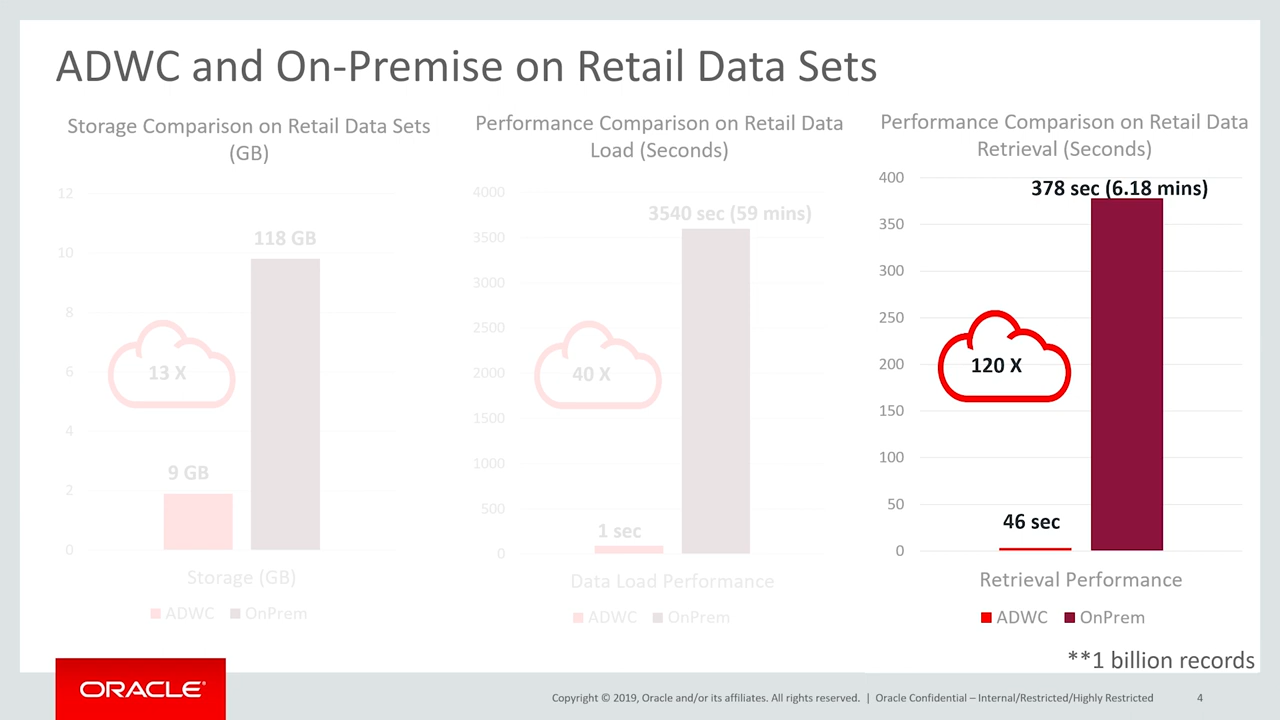 ADWC and On-Premise on Retail Data Sets
Storage Comparison on Retail Data Sets
(GB)
12
10
8
6
4
2
0
118 GB
13 X
9 GB
Storage (GB)
ADWC
OnPrem
Performance Comparison on Retail Data
Load (Seconds)
4000
3500
3000
2500
2000
1500
1000
500
0
3540 sec (59 mins)
40 X
1 sec
Data Load Performance
ADWC
OnPrem
Performance Comparison on Retail Data
Retrieval (Seconds)
400
350
300
250
200
150
100
50
0
378 sec (6.18 mins)
120 X
46 sec
Retrieval Performance
ADWC
OnPrem
**1 billion records
ORACLE®
Copyright © 2019, Oracle and/or its affiliates. All rights reserved. | Oracle Confidential – Internal/Restricted/Highly Restricted
4